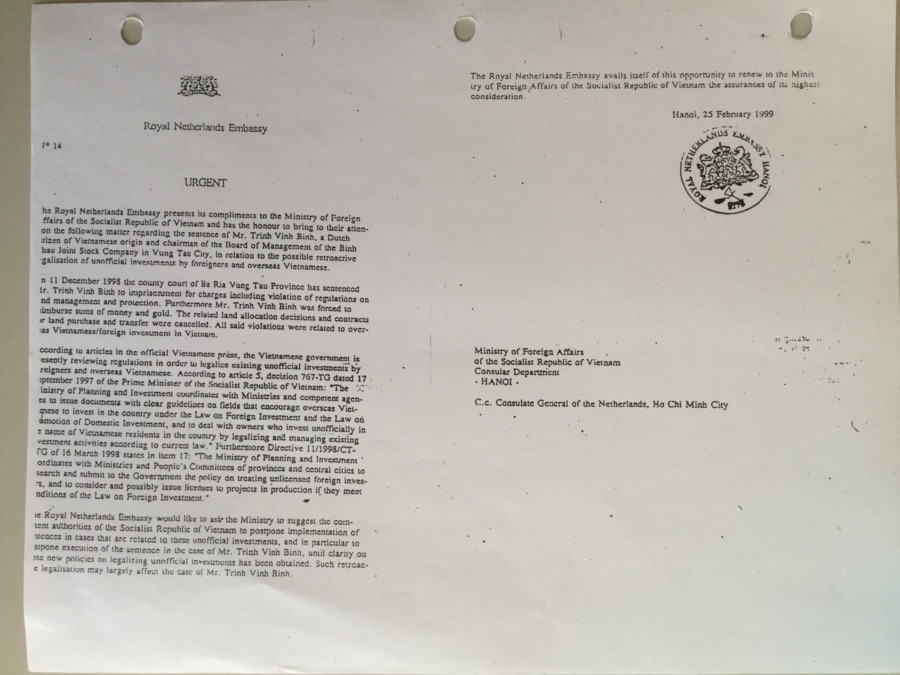 Royal Netherlands Embassy
1° 14
URGENT
he Royal Netherlands Embassy presents its compliments to the Ministry of Foreign
ffairs of the Socialist Republic of Vietnam and has the honour to bring to their atten-
on the following matter regarding the sentence of Mr. Trinh Vinh Binh, a Dutch
itizen of Vietnamese origin and chairman of the Board of Management of the Binh
hau Joint Stock Company in Vung Tau City, in relation to the possible retroactive
galisation of unofficial investments by foreigners and overseas Vietnamese.
n 11 December 1998 the county court of Ba Ria Vung Tau Province has sentenced
Ir. Trinh Vinh Binh to imprisonment for charges including violation of regulations on
nd management and protection. Furthermore Mr. Trinh Vinh Binh was forced to
imburse sums of money and gold. The related land allocation decisions and contracts
or land purchase and transfer were cancelled. All said violations were related to over-
as Vietnamese/foreign investment in Vietnam.
ccording to articles in the official Vietnamese press, the Vietnamese government is
esently reviewing regulations in order to legalize existing unofficial investments by
reigners and overseas Vietnamese. According to article 5, decision 767-TG dated 17
eptember 1997 of the Prime Minister of the Socialist Republic of Vietnam: "The
inistry of Planning and Investment coordinates with Ministries and competent agen-
es to issue documents with clear guidelines on fields that encourage overseas Viet-
mese to invest in the country under the Law on Foreign Investment and the Law on
omotion of Domestic Investment, and to deal with owners who invest unofficially in
e name of Vietnamese residents in the country by legalizing and managing existing
vestment activities according to current law." Furthermore Directive 11/1998/CT-
TG of 16 March 1998 states in item 17: "The Ministry of Planning and Investment
ordinates with Ministries and People's Committees of provinces and central cities to
search and submit to the Government the policy on treating unlicensed foreign inves-
rs, and to consider and possibly issue licenses to projects in production if they meet
nditions of the Law on Foreign Investment."
ie Royal Netherlands Embassy would like to ask the Ministry to suggest the com-
tent authorities of the Socialist Republic of Vietnam to postpone implementation of
ntences in cases that are related to these unofficial investments, and in particular to
stpone execution of the sentence in the case of Mr. Trinh Vinh Binh, until clarity on
ese new policies on legalizing unofficial investments has been obtained. Such retroac-
e legalisation may largely affect the case of Mr. Trinh Vinh Binh.
The Royal Netherlands Embassy avails itself of this opportunity to renew to the Minis
try of Foreign Affairs of the Socialist Republic of Vietnam the assurances of its highest
consideration.
Hanoi, 25 February 1999
ROYAL NETHERLANDS EMBASSY HANOI
Ministry of Foreign Affairs
of the Socialist Republic of Vietnam
Consular Department
- HANOI -
C.c. Consulate General of the Netherlands, Ho Chi Minh City